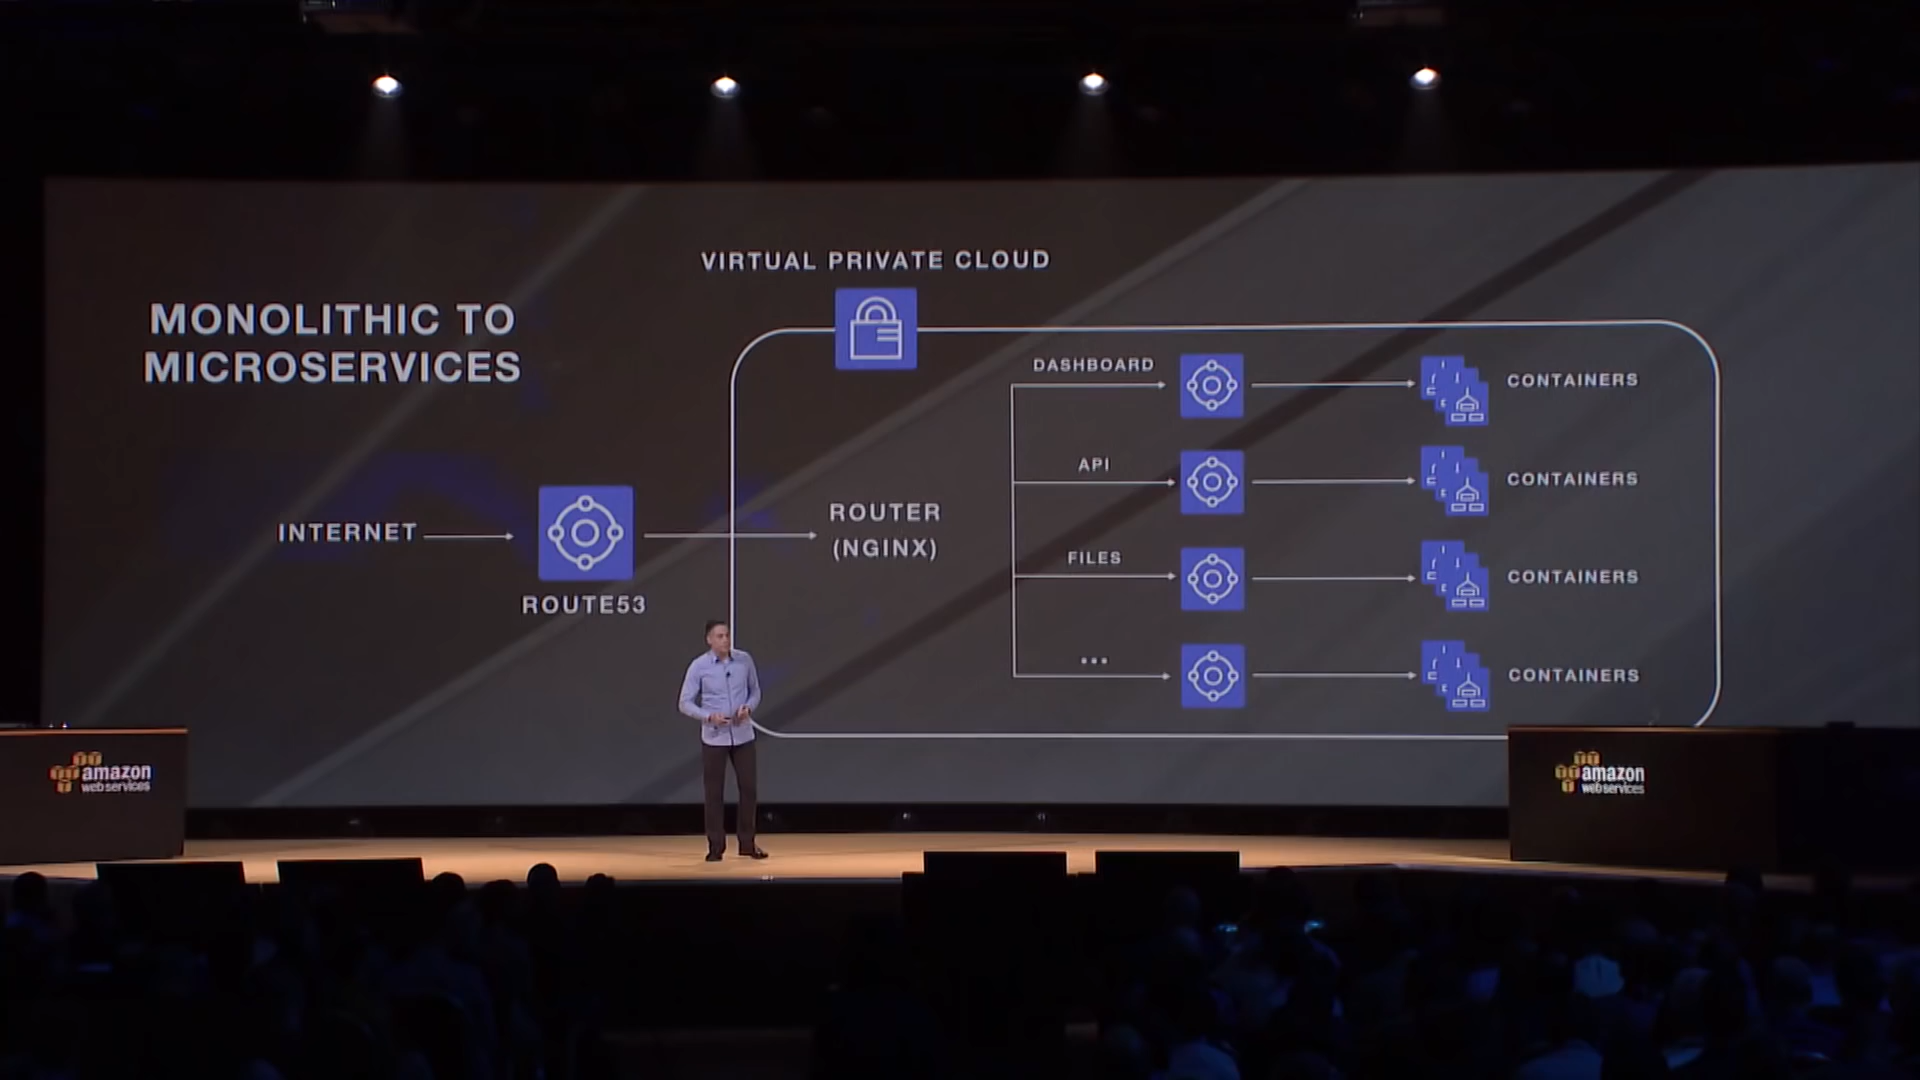 VIRTUAL PRIVATE CLOUD
MONOLITHIC TO
MICROSERVICES
DASHBOARD
CONTAINERS
API
CONTAINERS
INTERNET
ROUTE53
ROUTER
(NGINX)
FILES
CONTAINERS
...
CONTAINERS
amazon
web services
amazon
web services